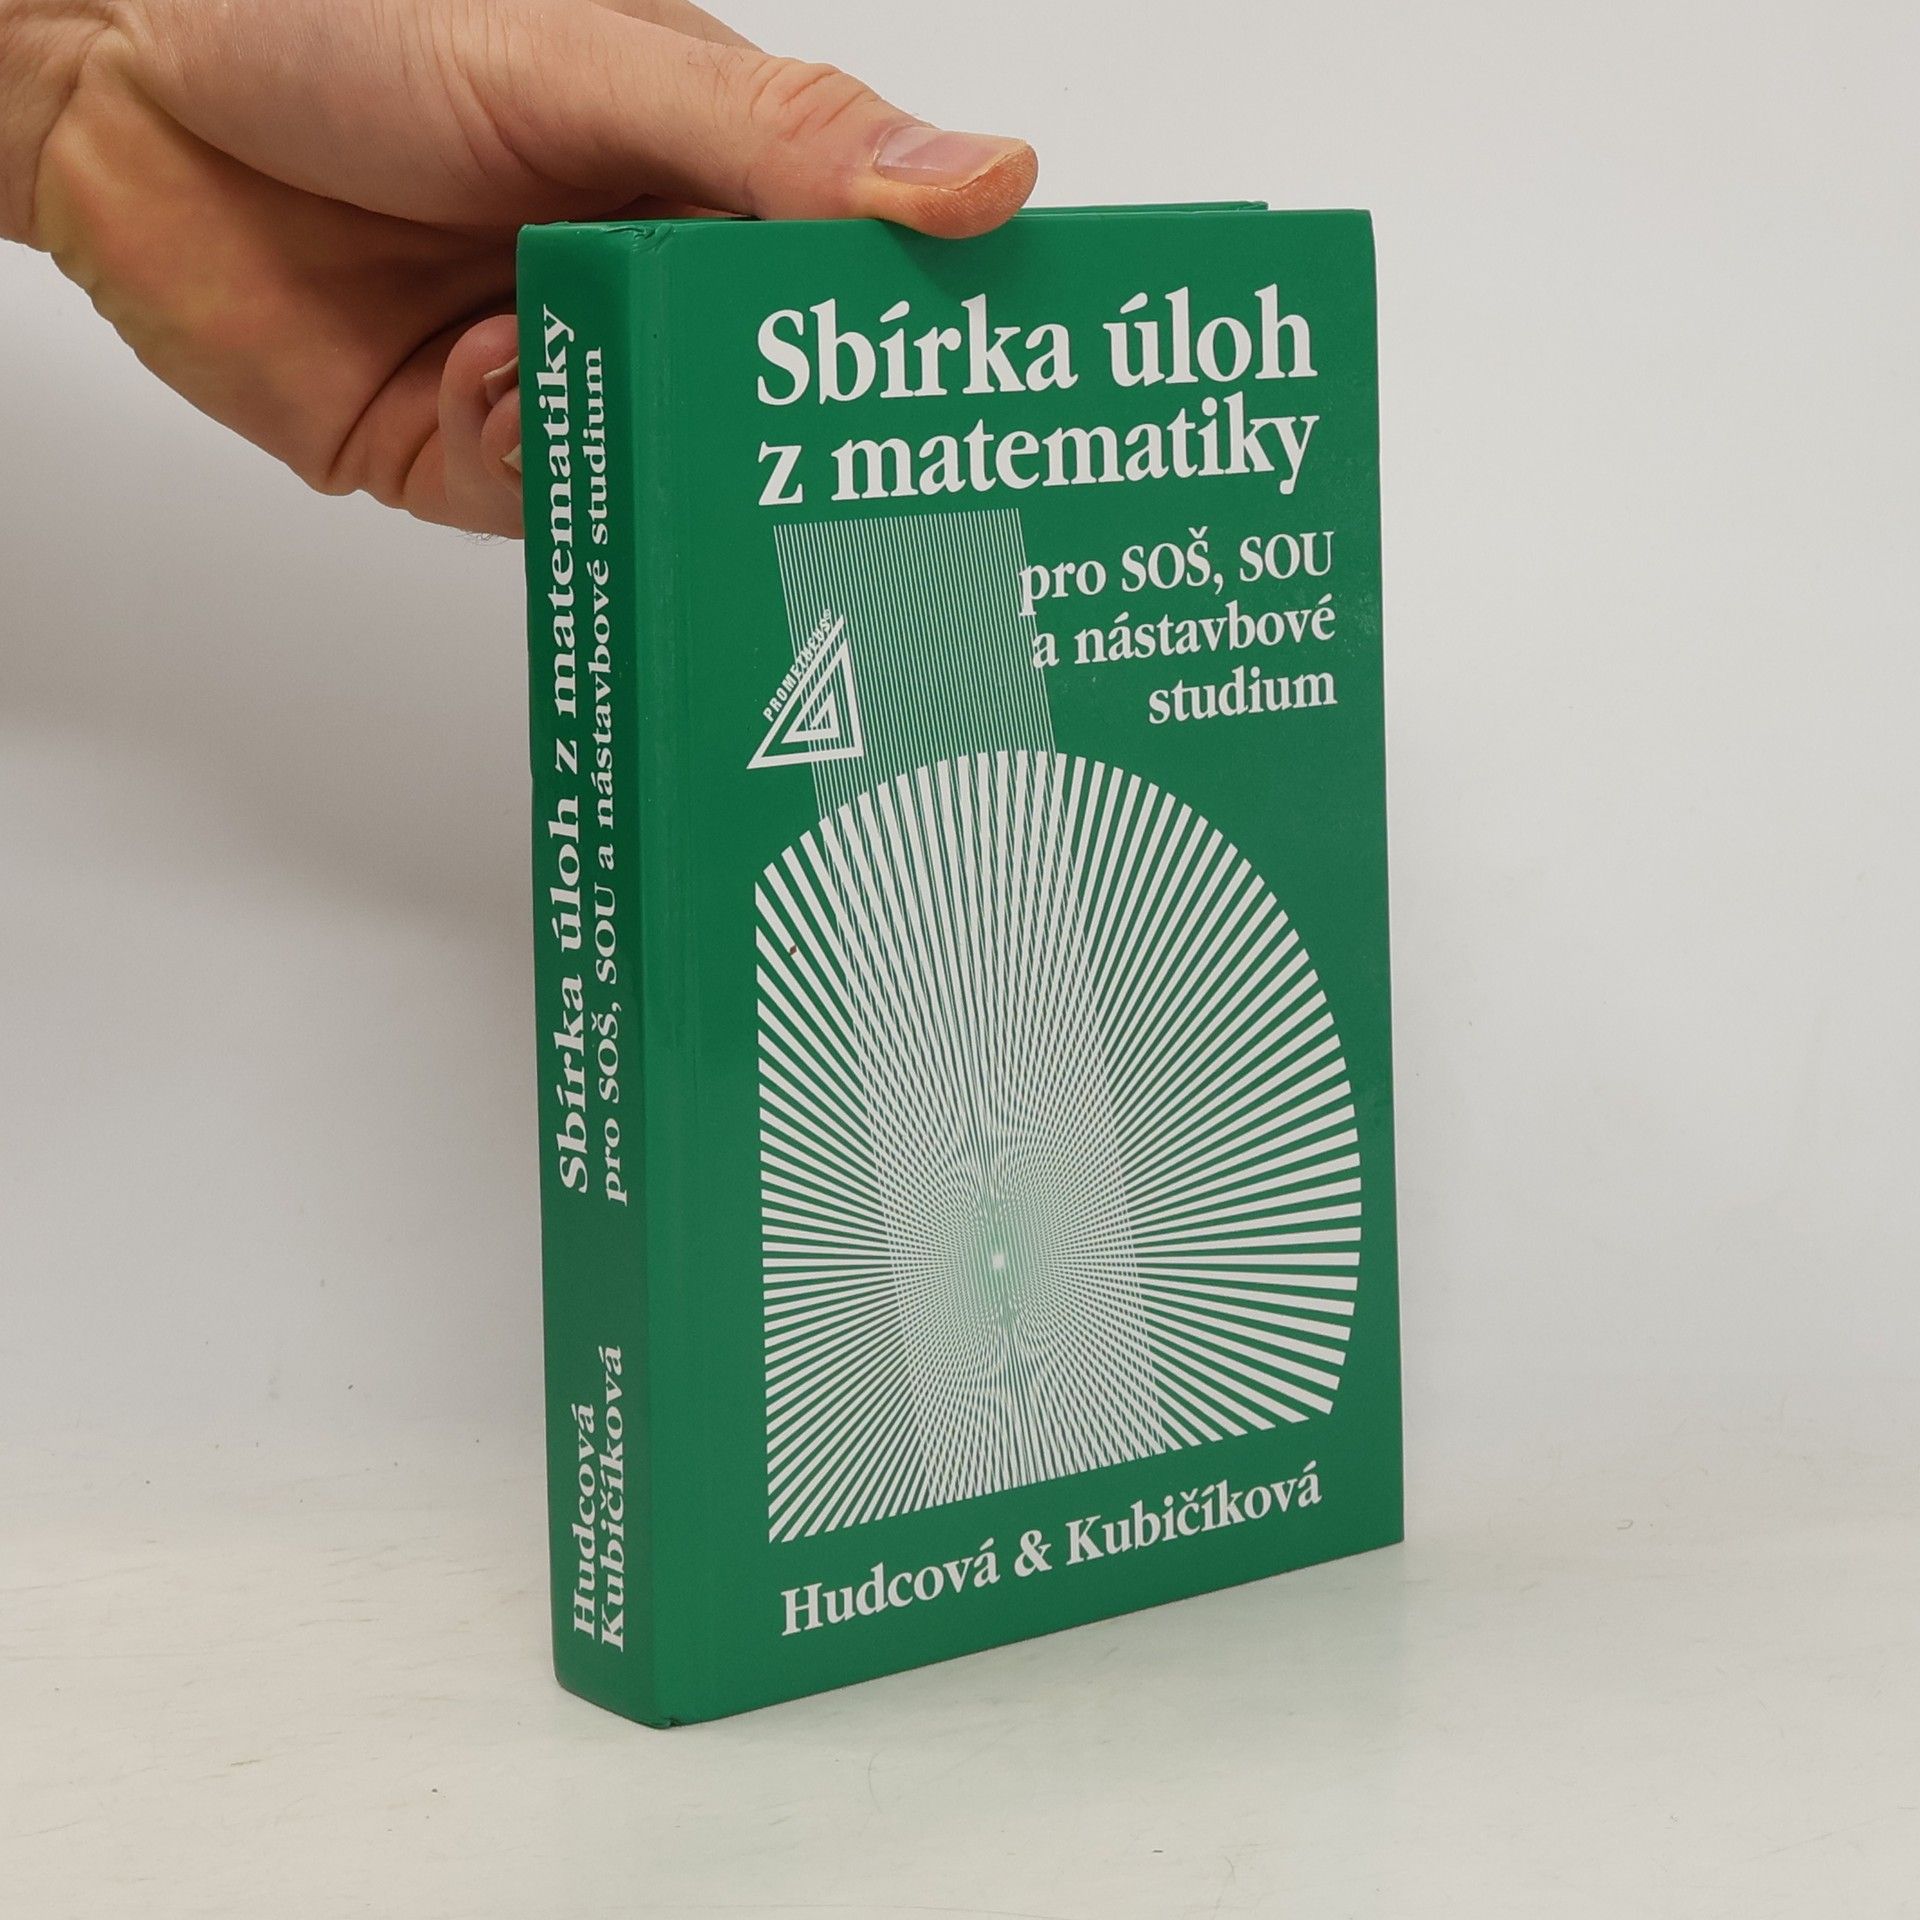 Sbírka úloh
z matematiky
pro SOŠ, SOU
a nástavbové
studium
PROMETHEUS
Hudcová & Kubičíková
Sbírka úloh z matematiky
pro SOŠ, SOU a nástavbové studium
Hudcová
Kubičíková